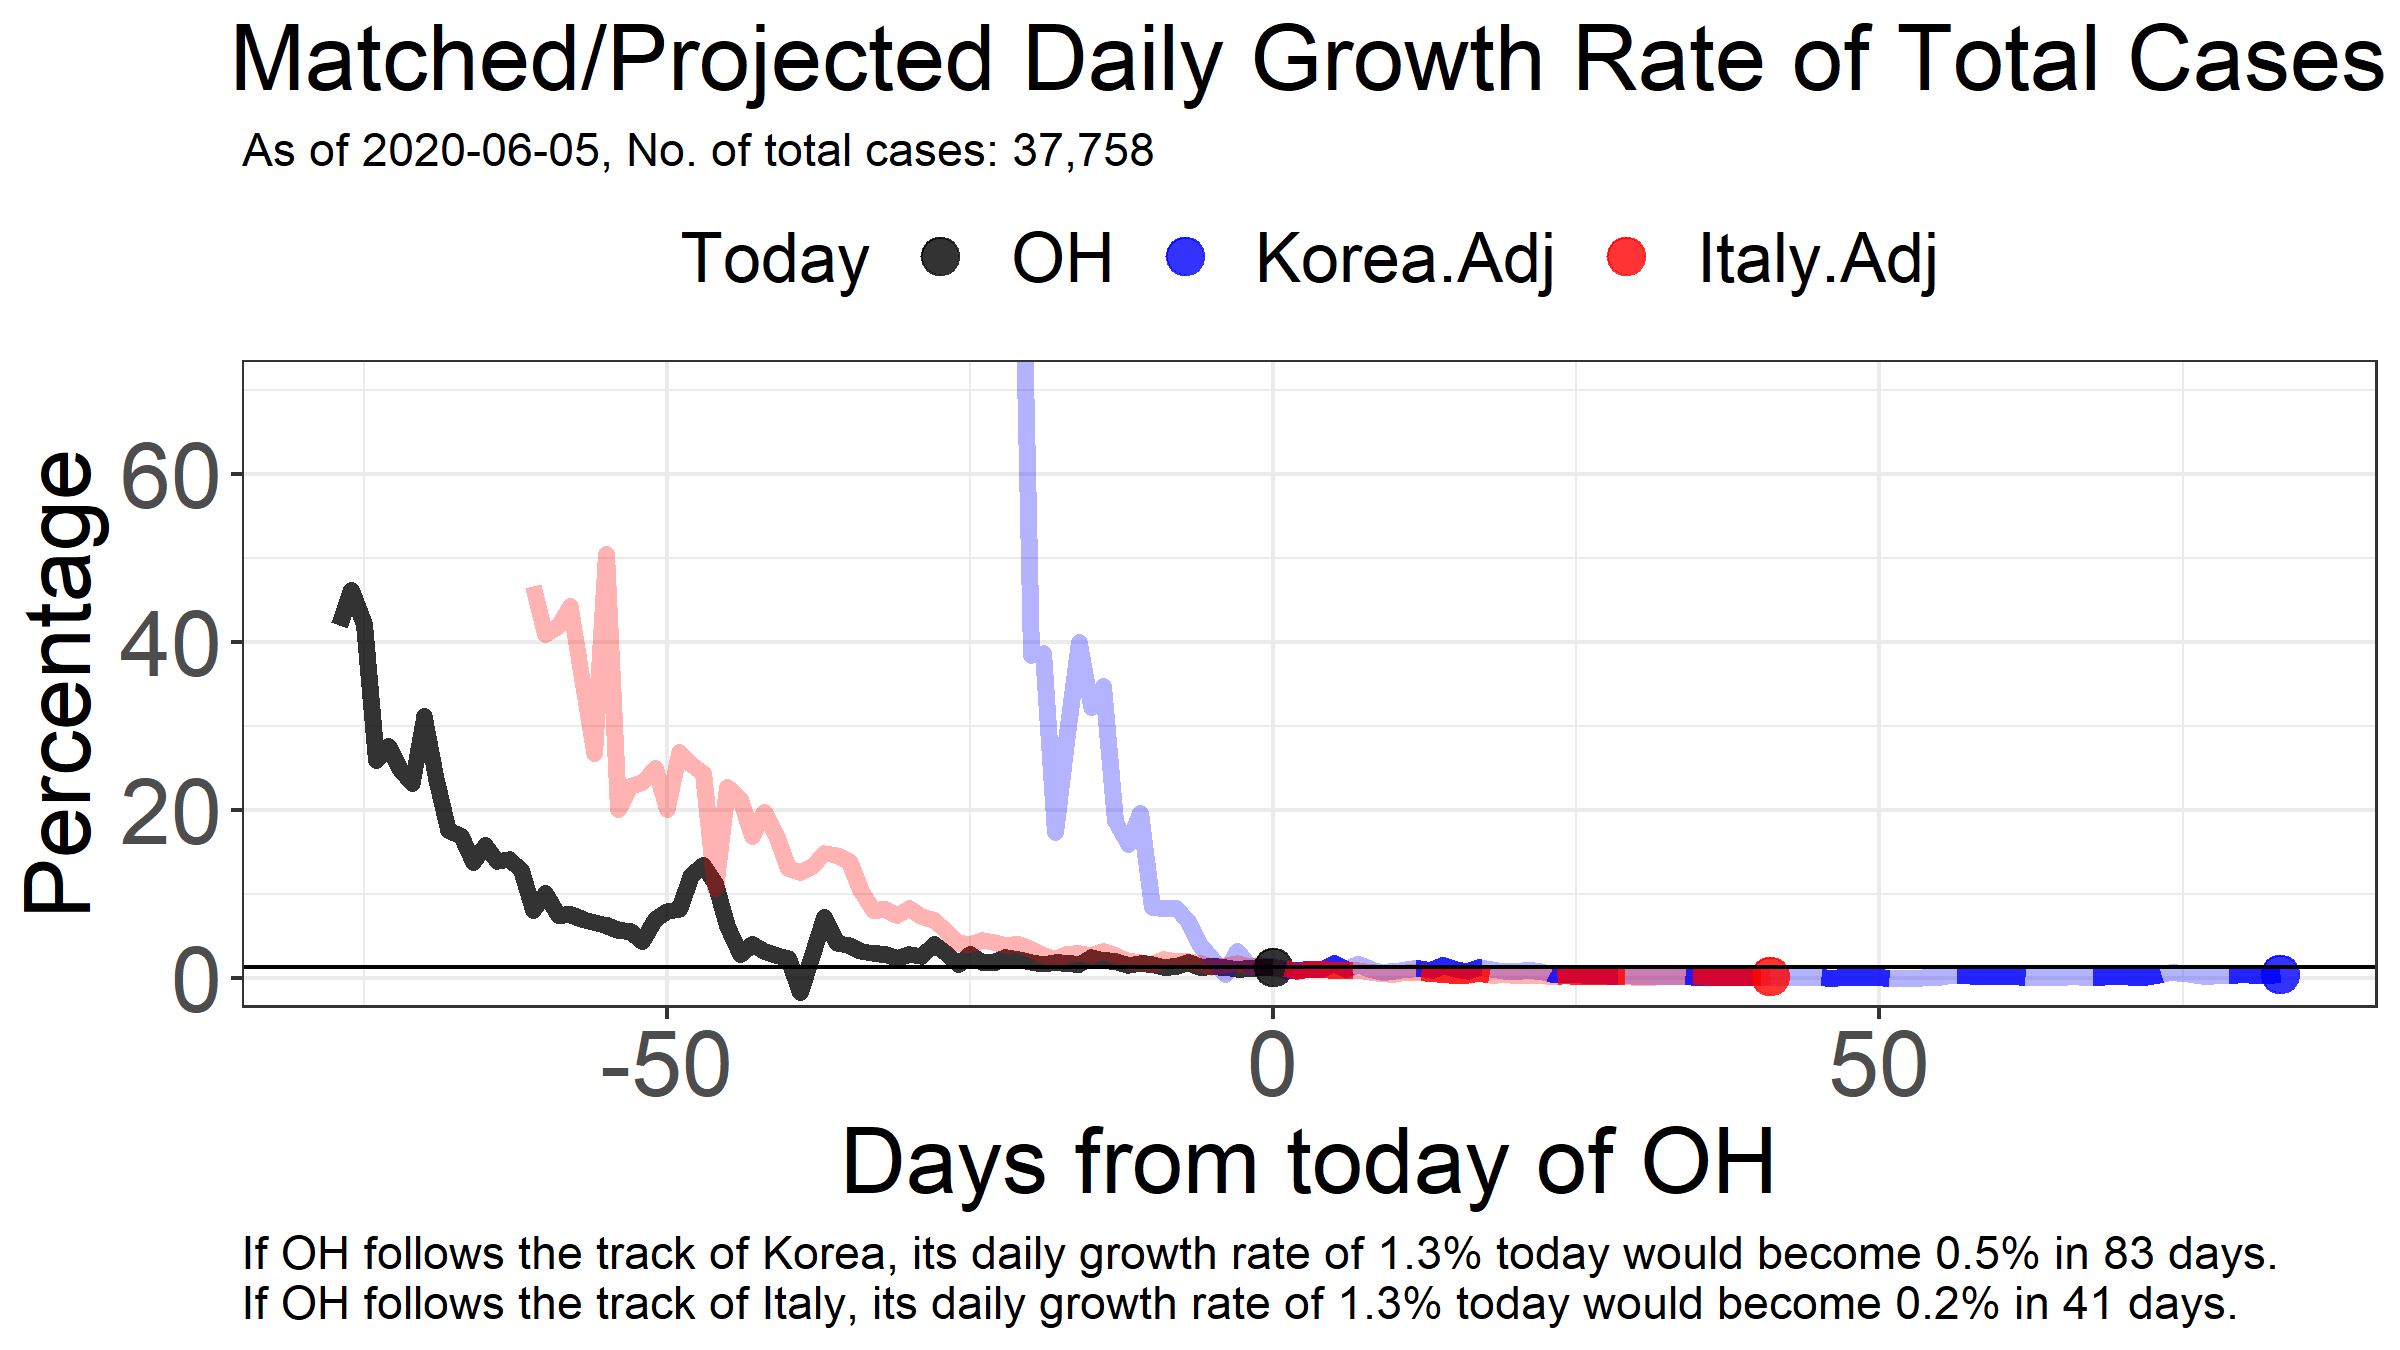 Matched/Projected Daily Growth Rate of Total Cases
As of 2020-06-05, No. of total cases: 37,758
Today OH Korea.Adj Italy.Adj
Percentage
60
40
20
0
-50 0 50
Days from today of OH
If OH follows the track of Korea, its daily growth rate of 1.3% today would become 0.5% in 83 days.
If OH follows the track of Italy, its daily growth rate of 1.3% today would become 0.2% in 41 days.